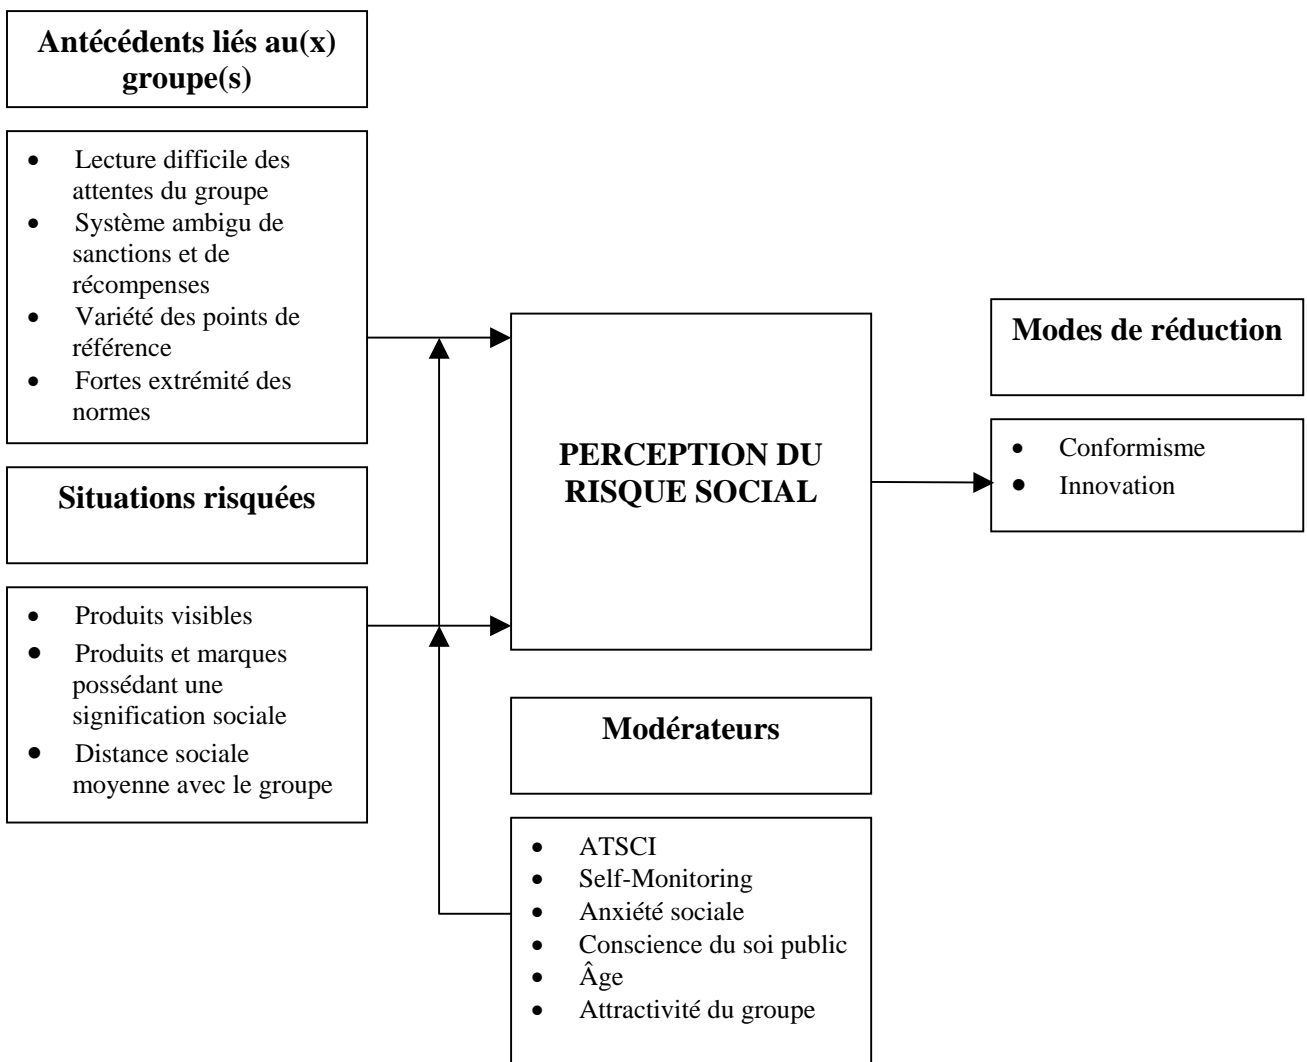 Antécédents liés au(x)
groupe(s)
• Lecture difficile des
attentes du groupe
• Système ambigu de
sanctions et de
récompenses
• Variété des points de
référence
• Fortes extrémité des
normes
Situations risquées
• Produits visibles
• Produits et marques
possédant une
signification sociale
• Distance sociale
moyenne avec le groupe
PERCEPTION DU
RISQUE SOCIAL
Modérateurs
• ATSCI
• Self-Monitoring
• Anxiété sociale
• Conscience du soi public
• Âge
• Attractivité du groupe
Modes de réduction
• Conformisme
• Innovation